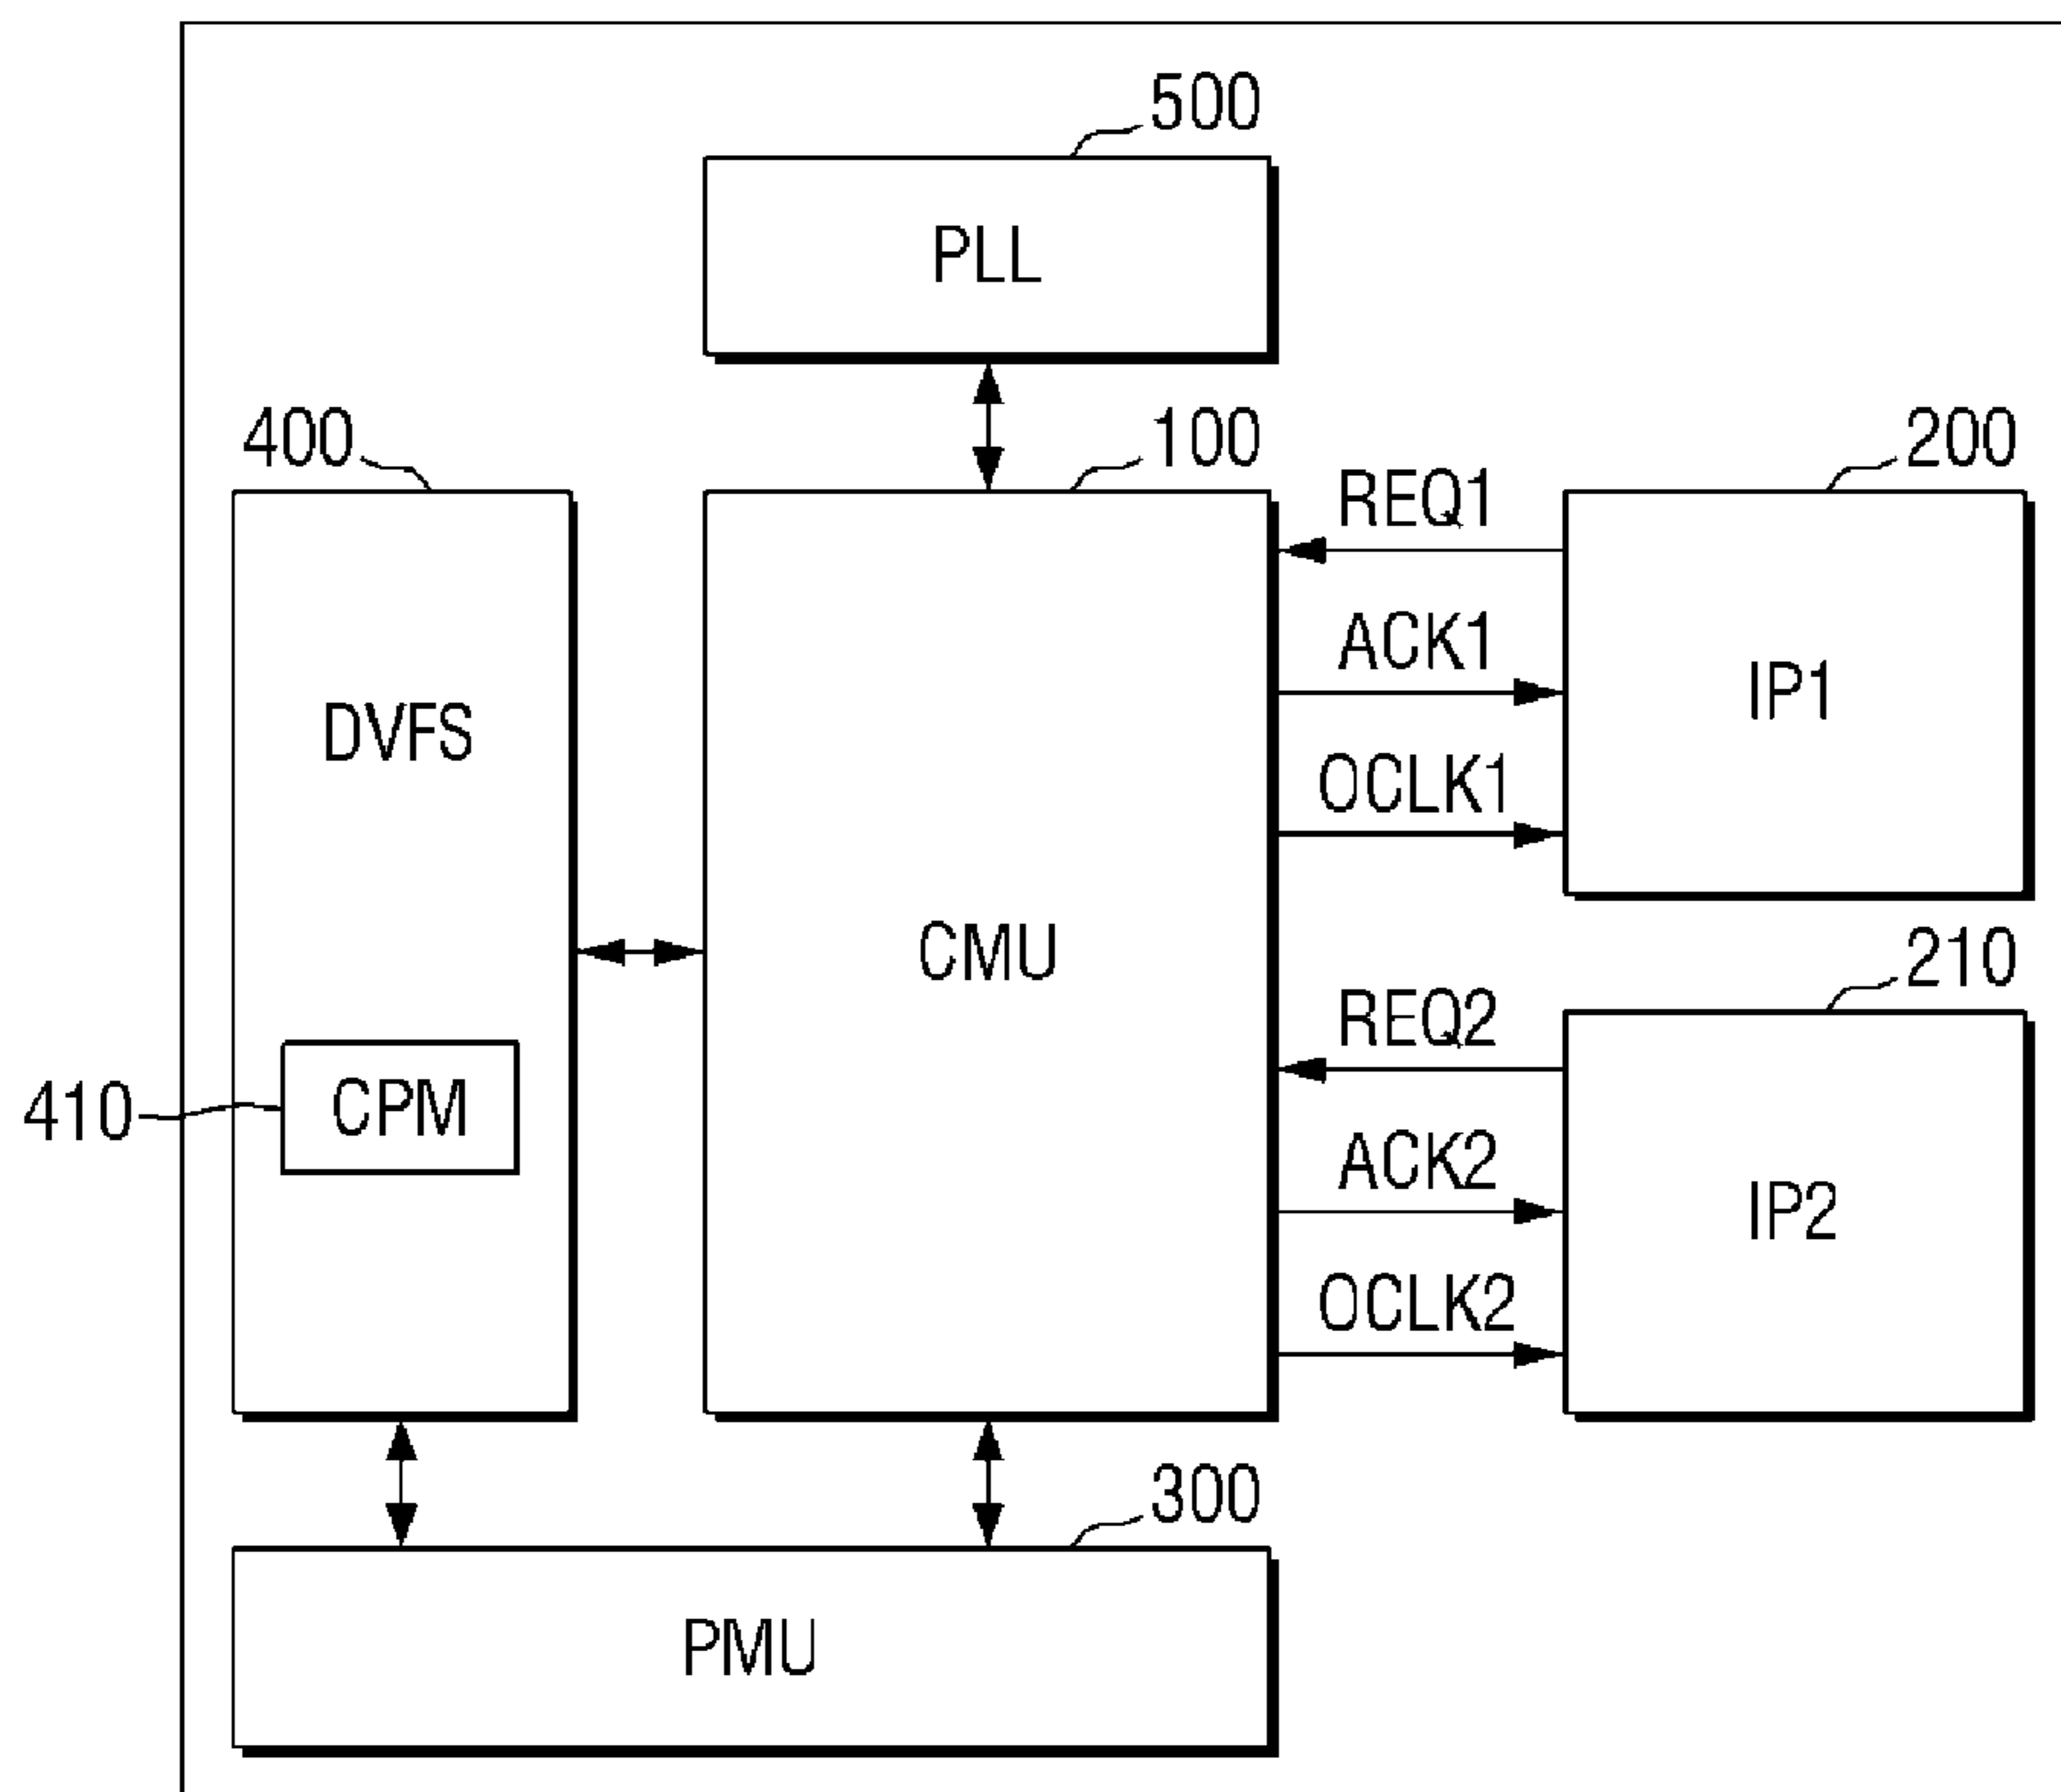 500
PLL
400
100
200
REQ1
ACK1
IP1
DVFS
OCLK1
CMU
210
REQ2
410
CPM
ACK2
IP2
OCLK2
300
PMU